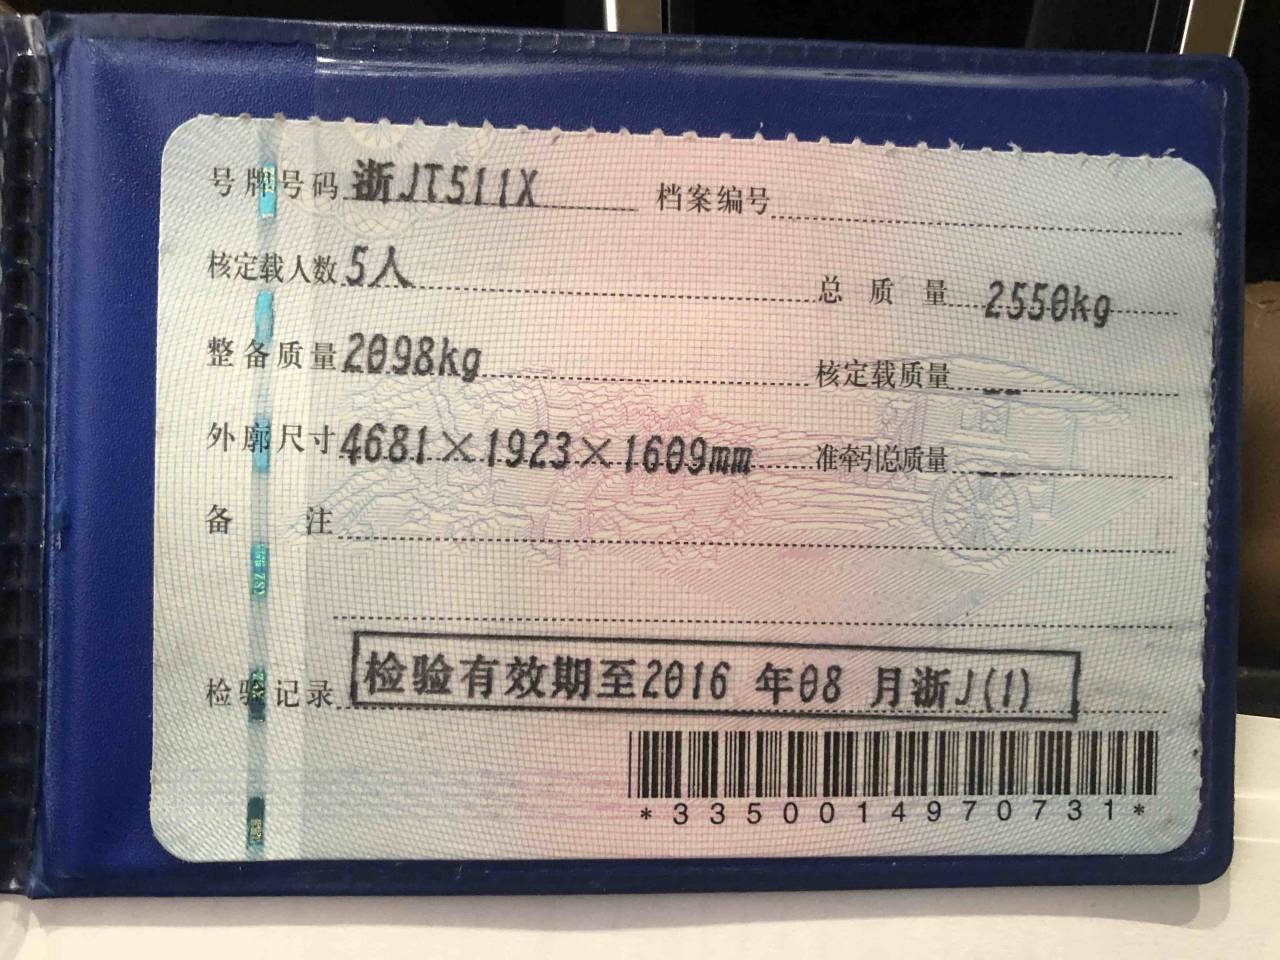 号牌号码 浙JT511X 档案编号
核定载人数 5人 总质量 2550kg
整备质量 2098kg 核定载质量 --
外廓尺寸 4681×1923×1609mm 准牵引总质量 --
备注
检验记录 检验有效期至2016 年08 月浙J(1)
*3350014970731*